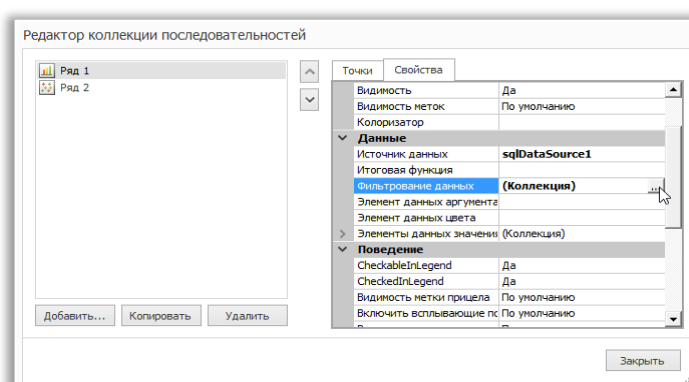 Редактор коллекции последовательностей
Ряд 1
Ряд 2
Точки Свойства
Видимость Да
Видимость меток По умолчанию
Колоризатор
Данные
Источник данных sqlDataSource1
Итоговая функция
Фильтрование данных (Коллекция) ...
Элемент данных аргумента
Элемент данных цвета
Элементы данных значения (Коллекция)
Поведение
CheckableInLegend Да
CheckedInLegend Да
Видимость метки прицела По умолчанию
Включить всплывающие по По умолчанию
Добавить... Копировать Удалить
Закрыть